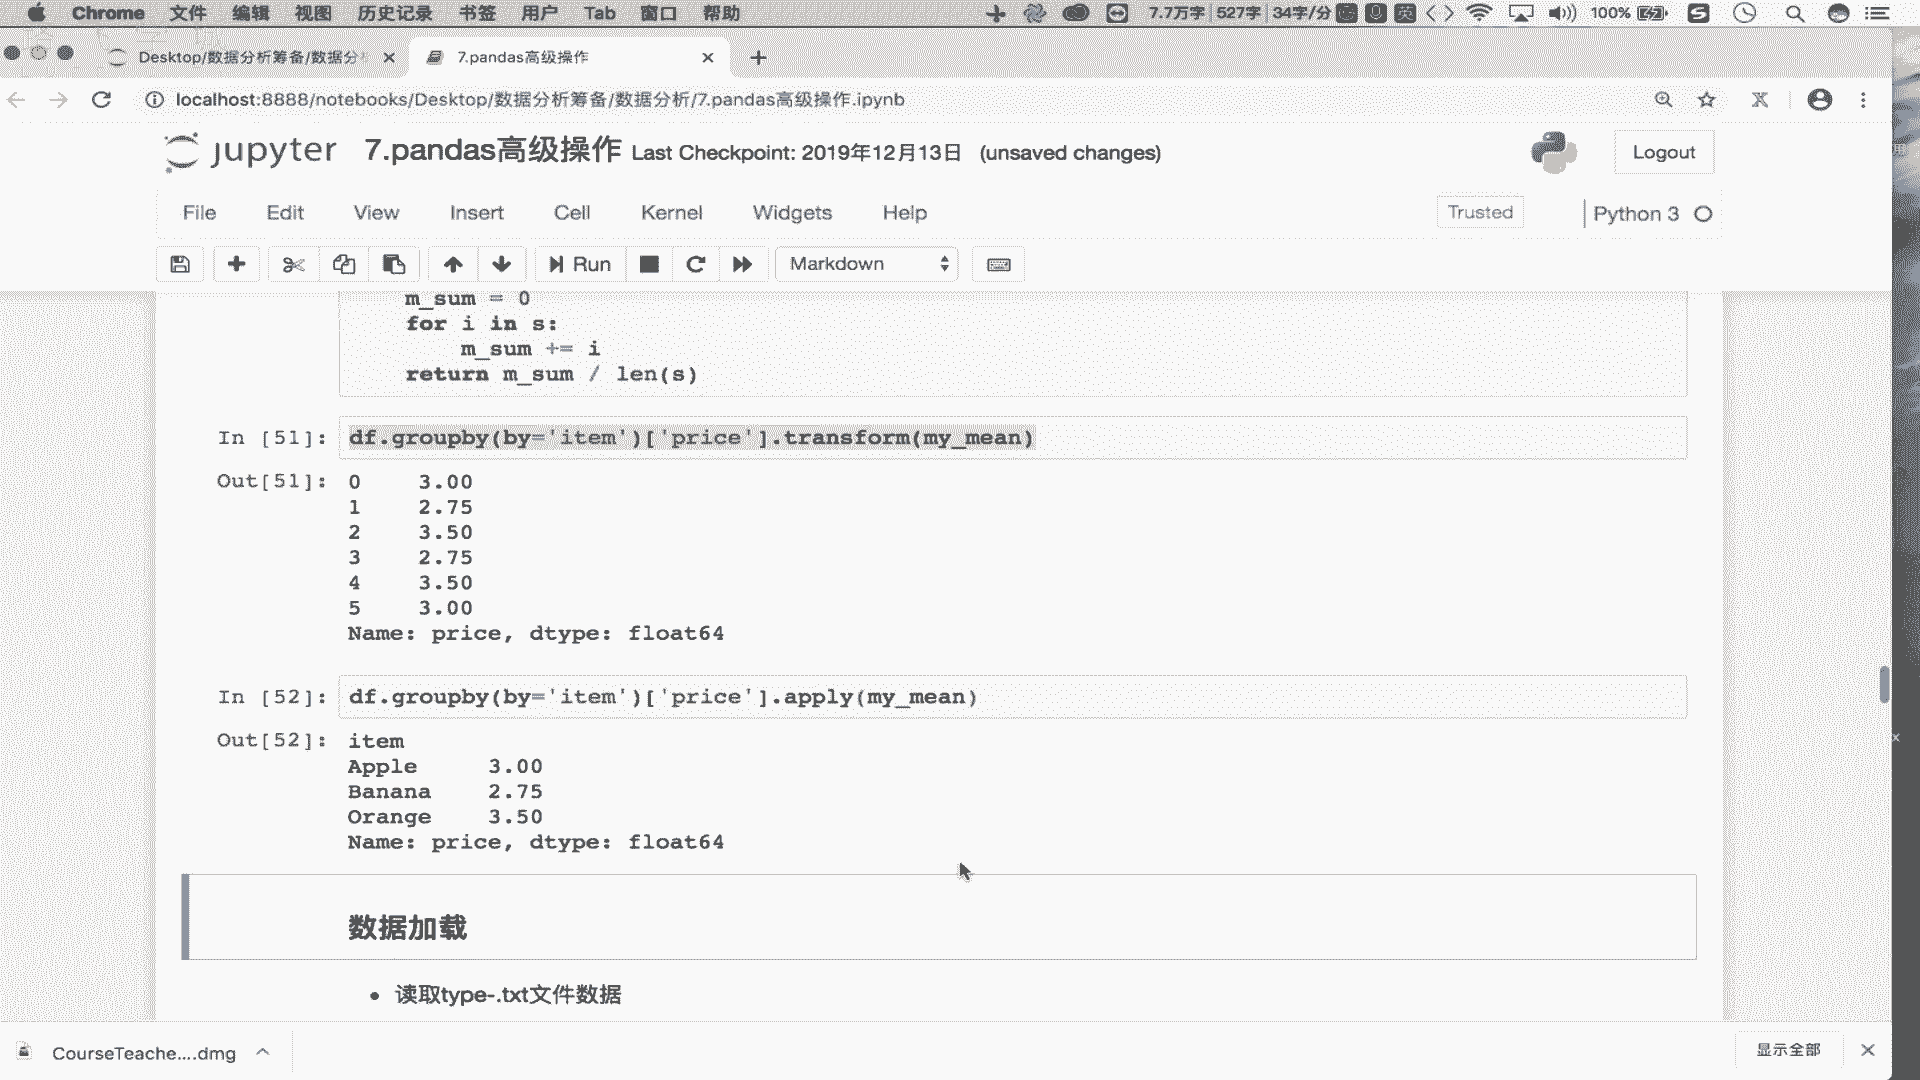 Chrome 文件 编辑 视图 历史记录 书签 用户 Tab 窗口 帮助 7.7万字 527字 34字/分 英 100%
Desktop/数据分析筹备/数据分 7.pandas高级操作
localhost:8888/notebooks/Desktop/数据分析筹备/数据分析/7.pandas高级操作.ipynb
jupyter 7.pandas高级操作 Last Checkpoint: 2019年12月13日 (unsaved changes) Logout
File Edit View Insert Cell Kernel Widgets Help Trusted Python 3
Run Markdown
m_sum = 0
for i in s:
m_sum += i
return m_sum / len(s)
In [51]: df.groupby(by='item')['price'].transform(my_mean)
Out[51]: 0 3.00
1 2.75
2 3.50
3 2.75
4 3.50
5 3.00
Name: price, dtype: float64
In [52]: df.groupby(by='item')['price'].apply(my_mean)
Out[52]: item
Apple 3.00
Banana 2.75
Orange 3.50
Name: price, dtype: float64
数据加载
• 读取type-.txt文件数据
CourseTeache....dmg 显示全部